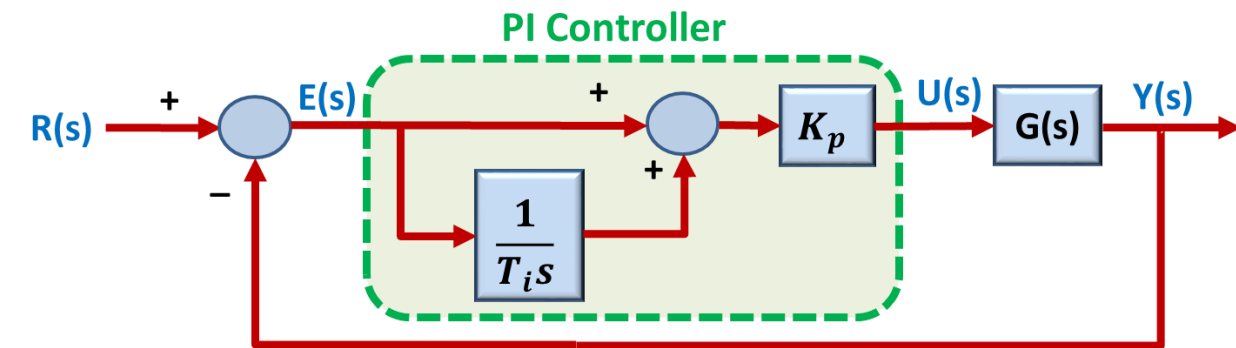 PI Controller
+
R(s)
E(s)
+
K_p
U(s)
G(s)
Y(s)
−
+
1
T_i s